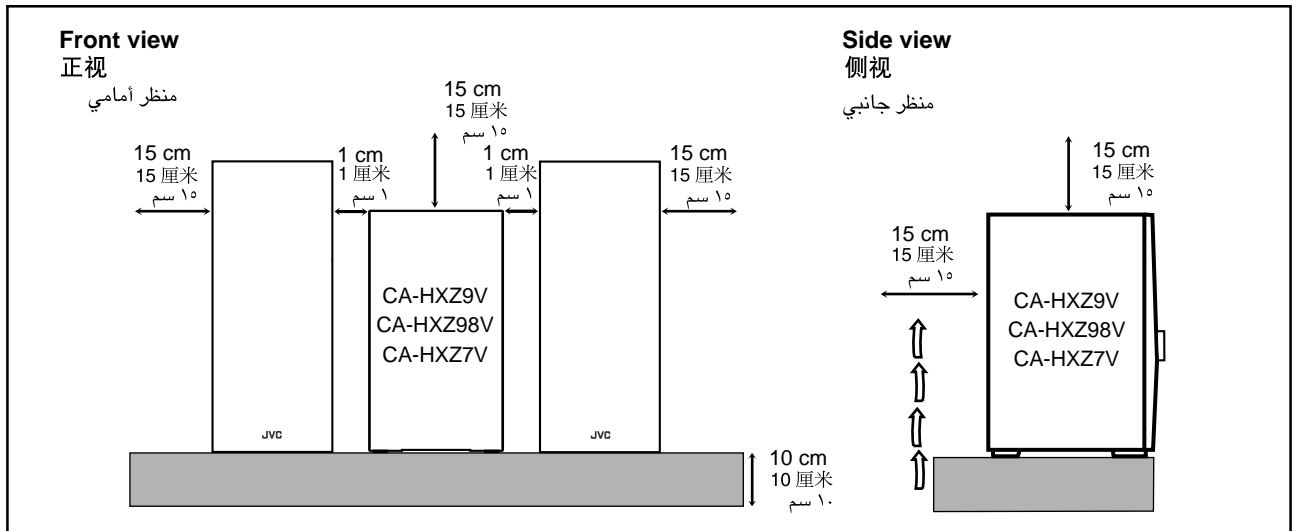 Front view
正视
منظر أمامي
15 cm
15 厘米
١٥ سم
1 cm
1 厘米
١ سم
15 cm
15 厘米
١٥ سم
1 cm
1 厘米
١ سم
15 cm
15 厘米
١٥ سم
CA-HXZ9V
CA-HXZ98V
CA-HXZ7V
JVC
JVC
10 cm
10 厘米
١٠ سم
Side view
侧视
منظر جانبي
15 cm
15 厘米
١٥ سم
15 cm
15 厘米
١٥ سم
CA-HXZ9V
CA-HXZ98V
CA-HXZ7V